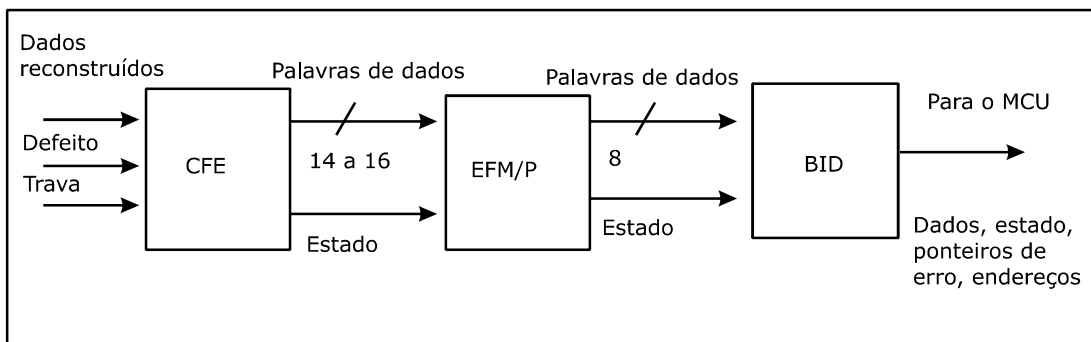 Dados
reconstruídos
Defeito
Trava
CFE
Palavras de dados
14 a 16
Estado
EFM/P
Palavras de dados
8
Estado
BID
Para o MCU
Dados, estado,
ponteiros de
erro, endereços